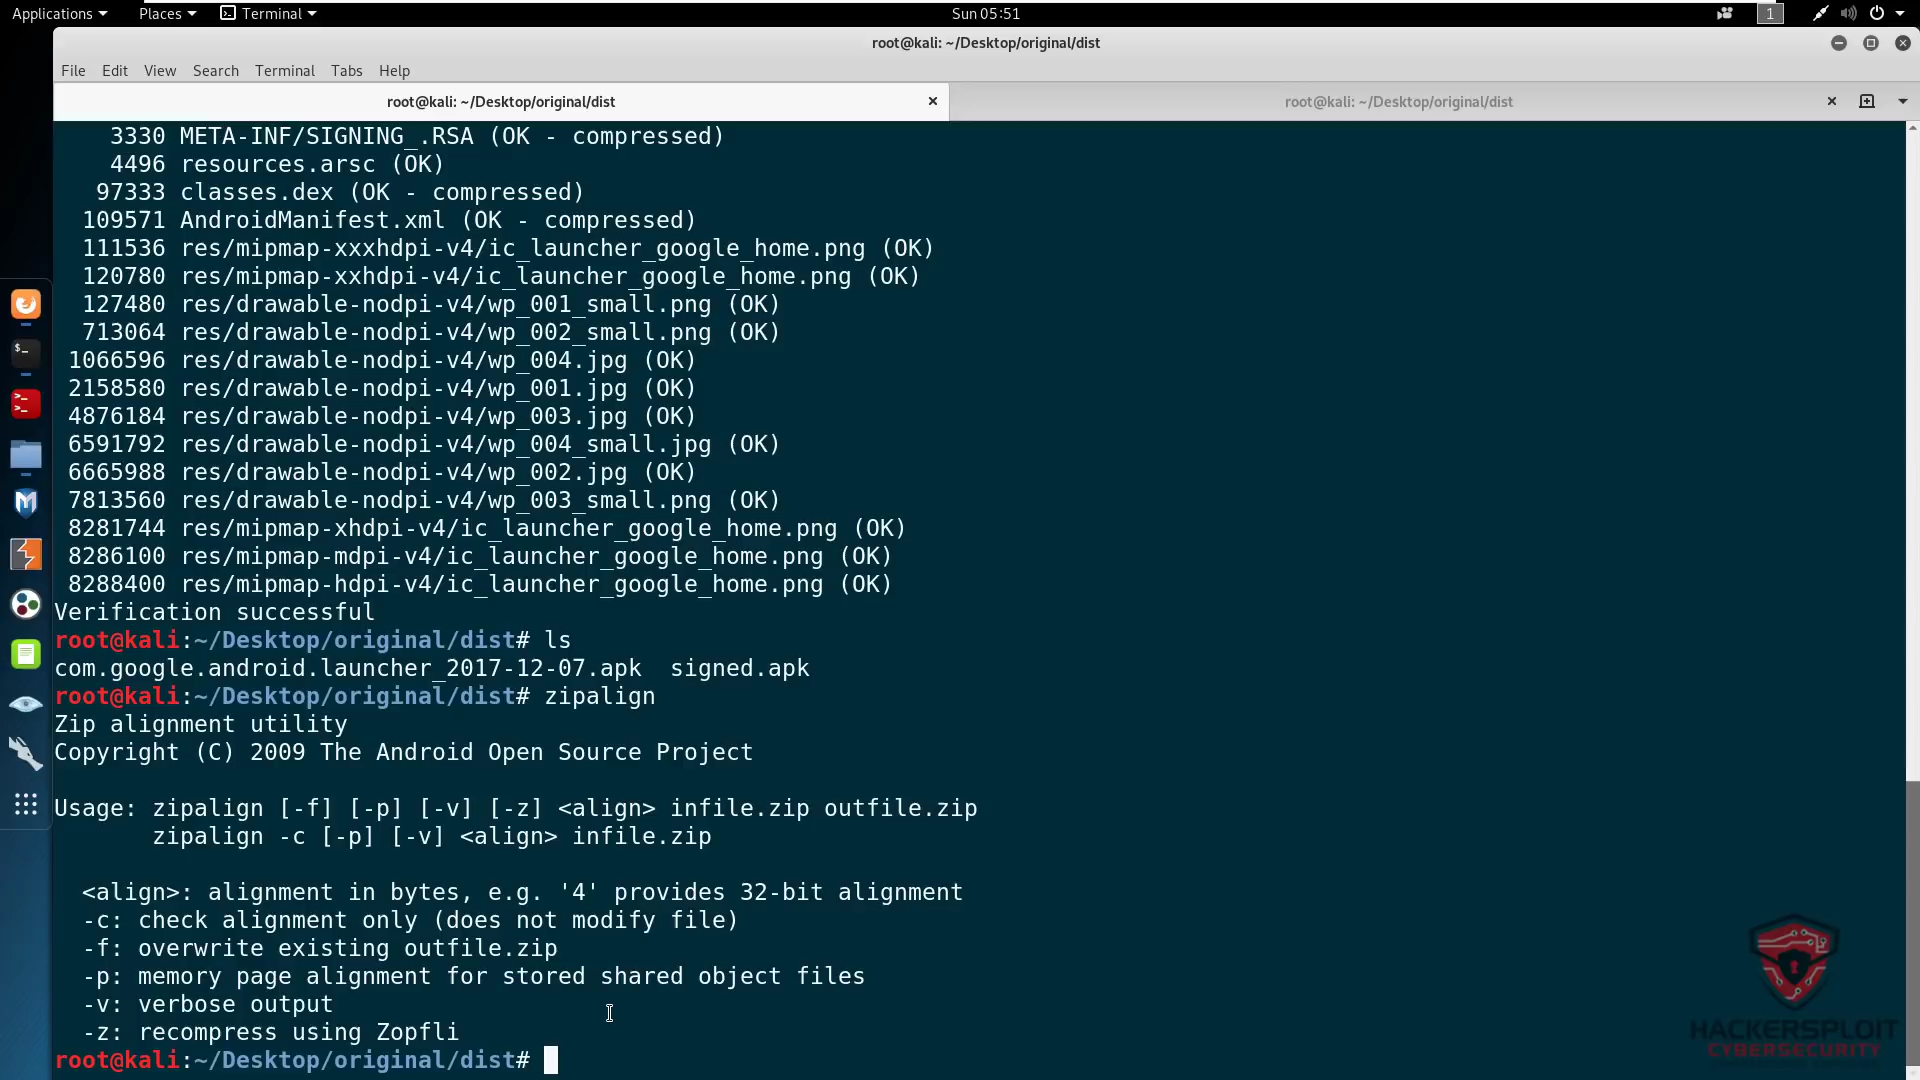 Applications Places Terminal Sun 05:51 1
root@kali: ~/Desktop/original/dist
File Edit View Search Terminal Tabs Help
root@kali: ~/Desktop/original/dist root@kali: ~/Desktop/original/dist
3330 META-INF/SIGNING_.RSA (OK - compressed)
4496 resources.arsc (OK)
97333 classes.dex (OK - compressed)
109571 AndroidManifest.xml (OK - compressed)
111536 res/mipmap-xxxhdpi-v4/ic_launcher_google_home.png (OK)
120780 res/mipmap-xxhdpi-v4/ic_launcher_google_home.png (OK)
127480 res/drawable-nodpi-v4/wp_001_small.png (OK)
713064 res/drawable-nodpi-v4/wp_002_small.png (OK)
1066596 res/drawable-nodpi-v4/wp_004.jpg (OK)
2158580 res/drawable-nodpi-v4/wp_001.jpg (OK)
4876184 res/drawable-nodpi-v4/wp_003.jpg (OK)
6591792 res/drawable-nodpi-v4/wp_004_small.jpg (OK)
6665988 res/drawable-nodpi-v4/wp_002.jpg (OK)
7813560 res/drawable-nodpi-v4/wp_003_small.png (OK)
8281744 res/mipmap-xhdpi-v4/ic_launcher_google_home.png (OK)
8286100 res/mipmap-mdpi-v4/ic_launcher_google_home.png (OK)
8288400 res/mipmap-hdpi-v4/ic_launcher_google_home.png (OK)
Verification successful
root@kali:~/Desktop/original/dist# ls
com.google.android.launcher_2017-12-07.apk signed.apk
root@kali:~/Desktop/original/dist# zipalign
Zip alignment utility
Copyright (C) 2009 The Android Open Source Project
Usage: zipalign [-f] [-p] [-v] [-z] <align> infile.zip outfile.zip
zipalign -c [-p] [-v] <align> infile.zip
<align>: alignment in bytes, e.g. '4' provides 32-bit alignment
-c: check alignment only (does not modify file)
-f: overwrite existing outfile.zip
-p: memory page alignment for stored shared object files
-v: verbose output
-z: recompress using Zopfli
root@kali:~/Desktop/original/dist#
HACKERSPLOIT
CYBERSECURITY